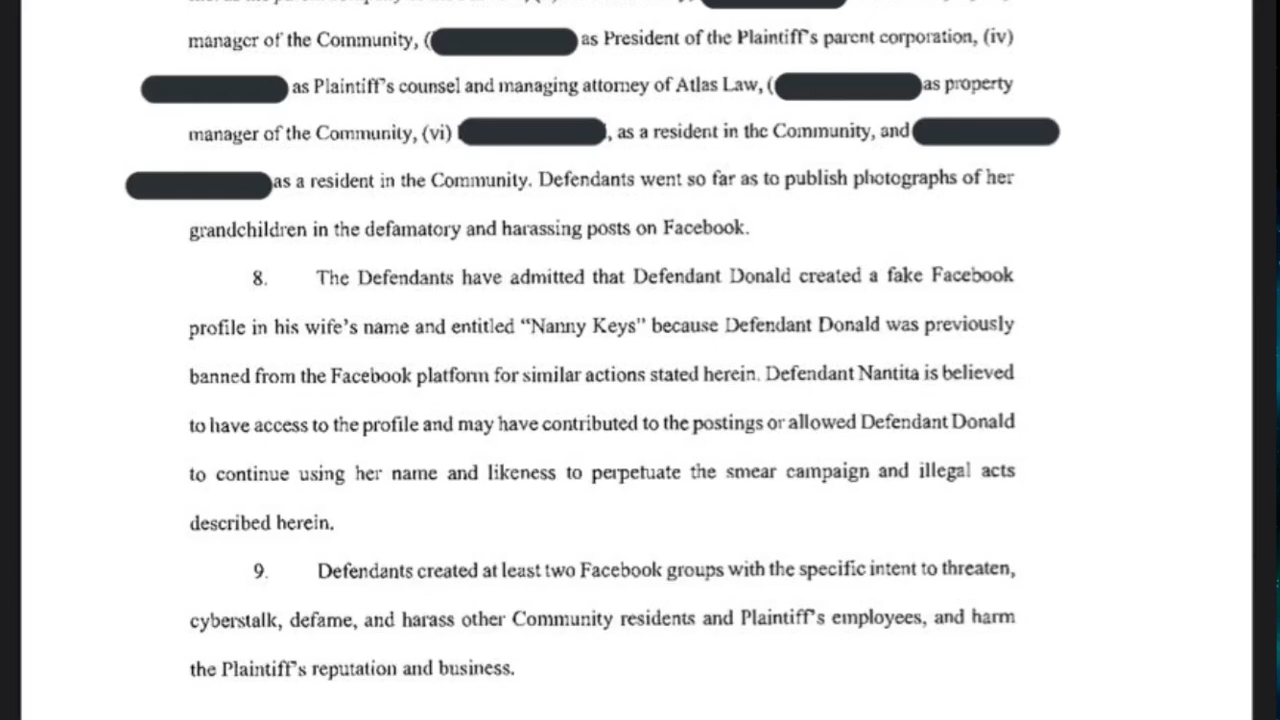 manager of the Community, ( as President of the Plaintiff's parent corporation, (iv)
as Plaintiff's counsel and managing attorney of Atlas Law, ( as property
manager of the Community, (vi) , as a resident in the Community, and
as a resident in the Community. Defendants went so far as to publish photographs of her
grandchildren in the defamatory and harassing posts on Facebook.
8. The Defendants have admitted that Defendant Donald created a fake Facebook
profile in his wife's name and entitled “Nanny Keys” because Defendant Donald was previously
banned from the Facebook platform for similar actions stated herein. Defendant Nantita is believed
to have access to the profile and may have contributed to the postings or allowed Defendant Donald
to continue using her name and likeness to perpetuate the smear campaign and illegal acts
described herein.
9. Defendants created at least two Facebook groups with the specific intent to threaten,
cyberstalk, defame, and harass other Community residents and Plaintiff's employees, and harm
the Plaintiff's reputation and business.